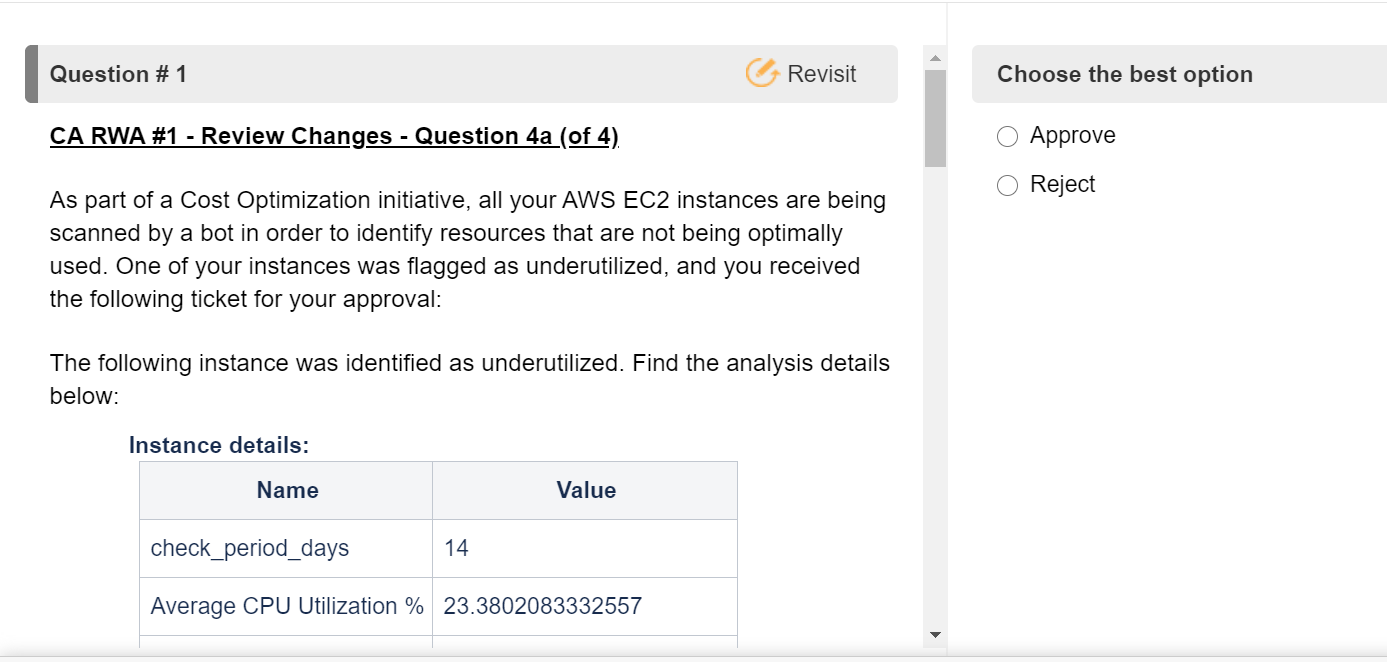 Question # 1
Revisit
CA RWA #1 - Review Changes - Question 4a (of 4)
As part of a Cost Optimization initiative, all your AWS EC2 instances are being
scanned by a bot in order to identify resources that are not being optimally
used. One of your instances was flagged as underutilized, and you received
the following ticket for your approval:
The following instance was identified as underutilized. Find the analysis details
below:
Instance details:
Name Value
check_period_days 14
Average CPU Utilization % 23.3802083332557
Choose the best option
Approve
Reject